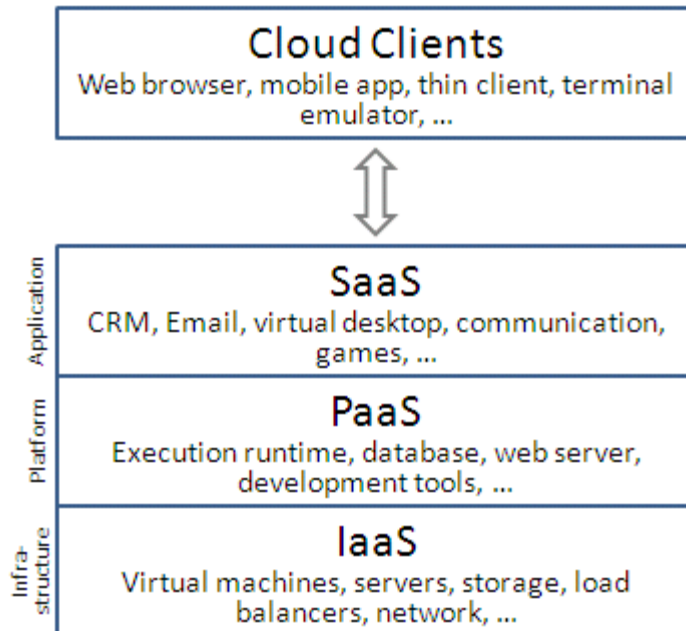 Cloud Clients
Web browser, mobile app, thin client, terminal
emulator, ...
Application
SaaS
CRM, Email, virtual desktop, communication,
games, ...
Platform
PaaS
Execution runtime, database, web server,
development tools, ...
Infra-
structure
IaaS
Virtual machines, servers, storage, load
balancers, network, ...